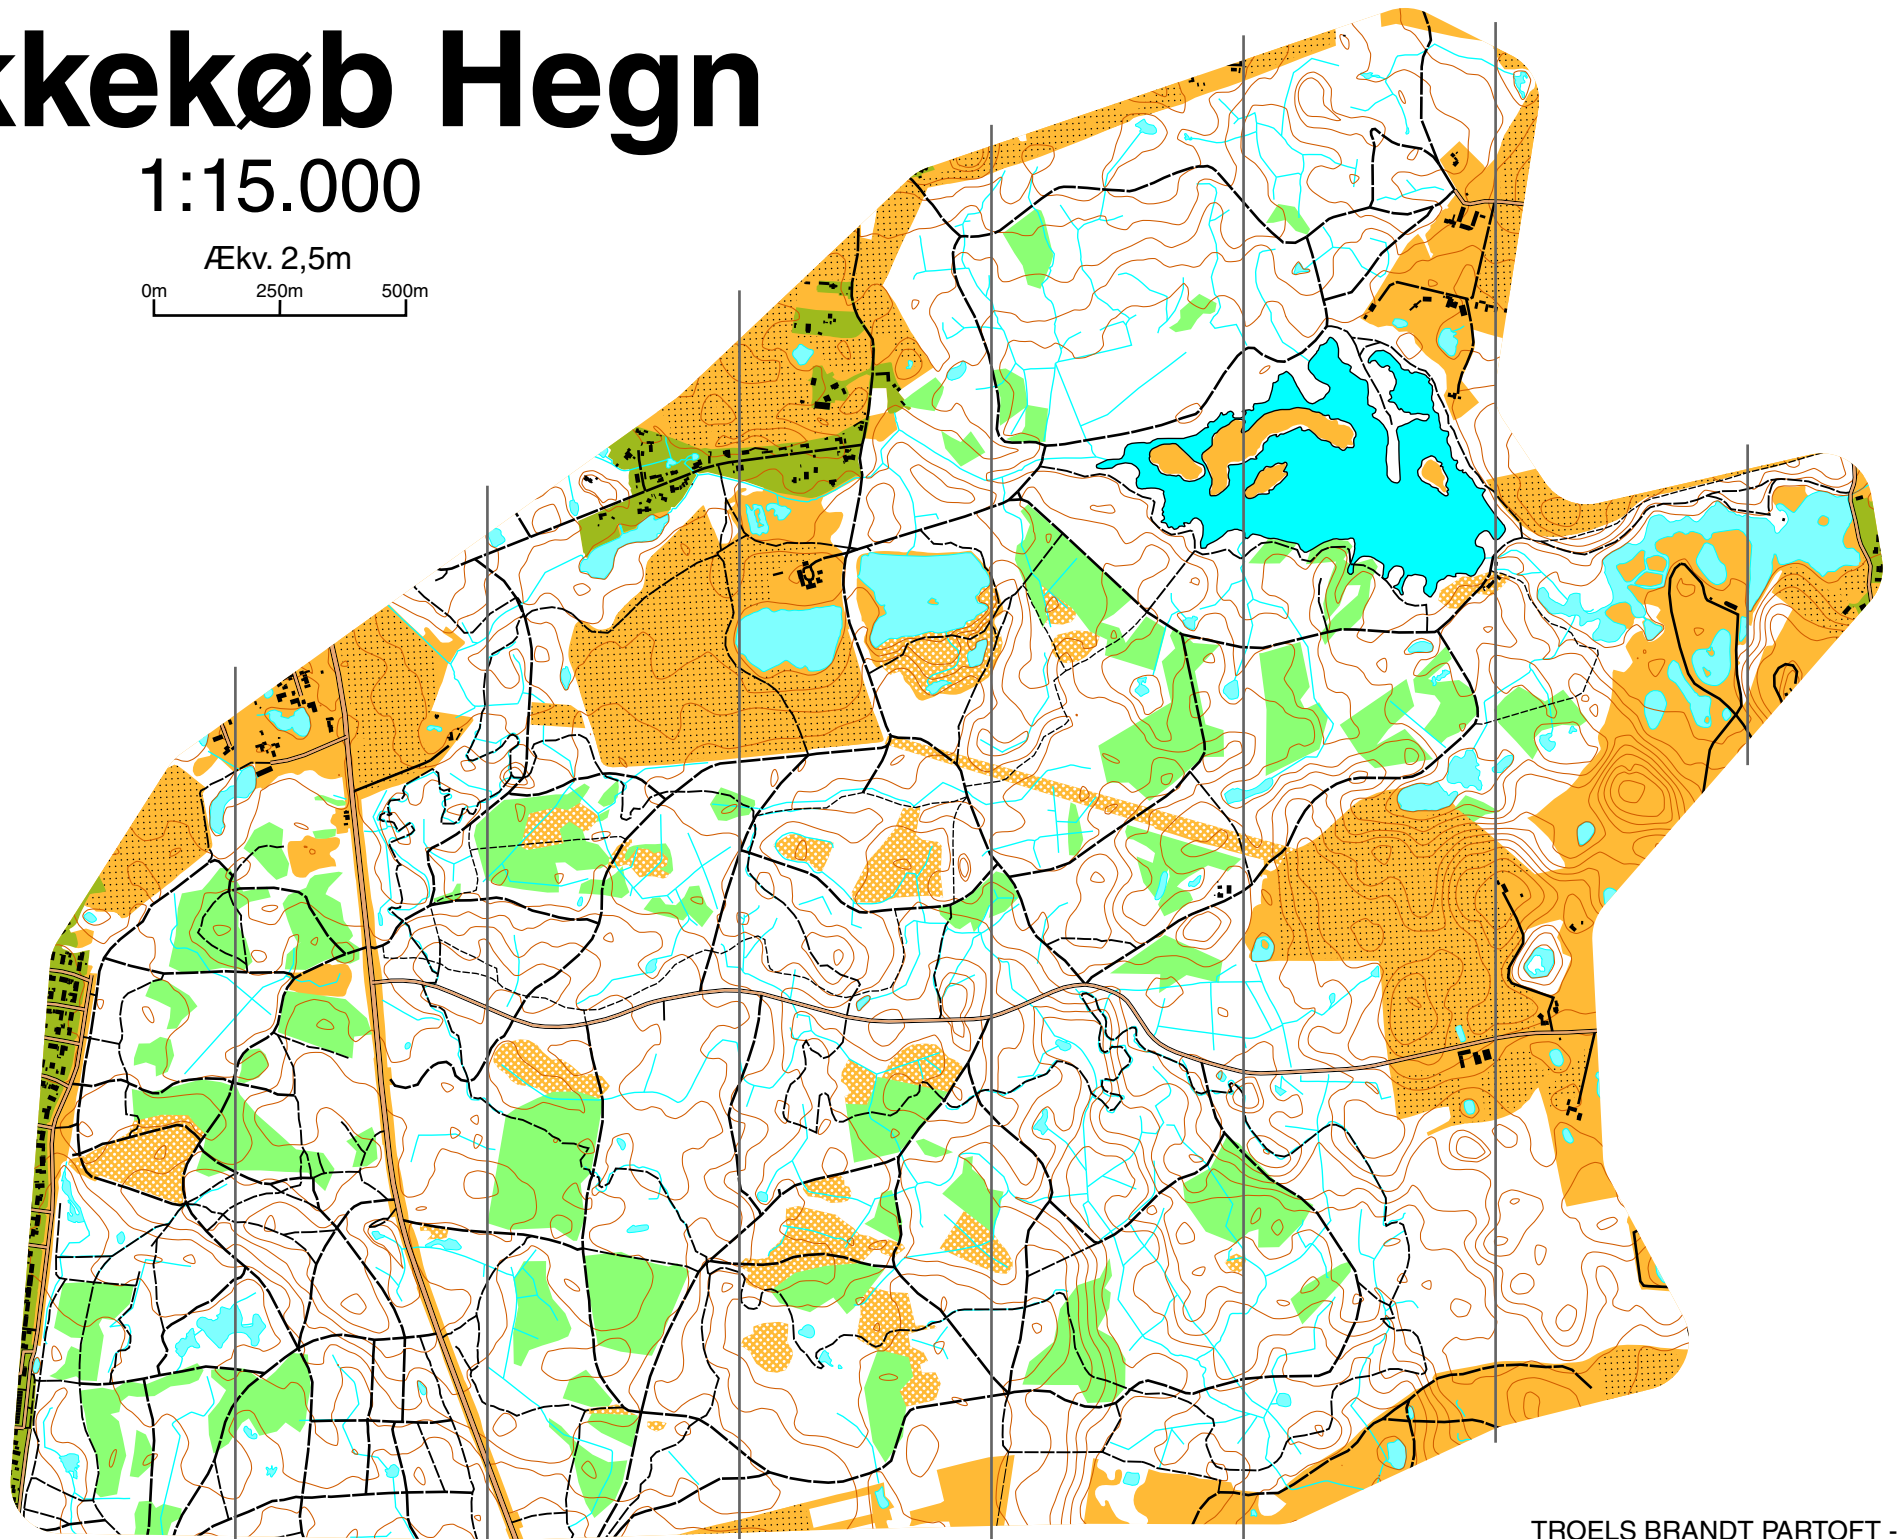 kkekøb Hegn
1:15.000
Ækv. 2,5m
0m 250m 500m
TROELS BRANDT PARTOFT -